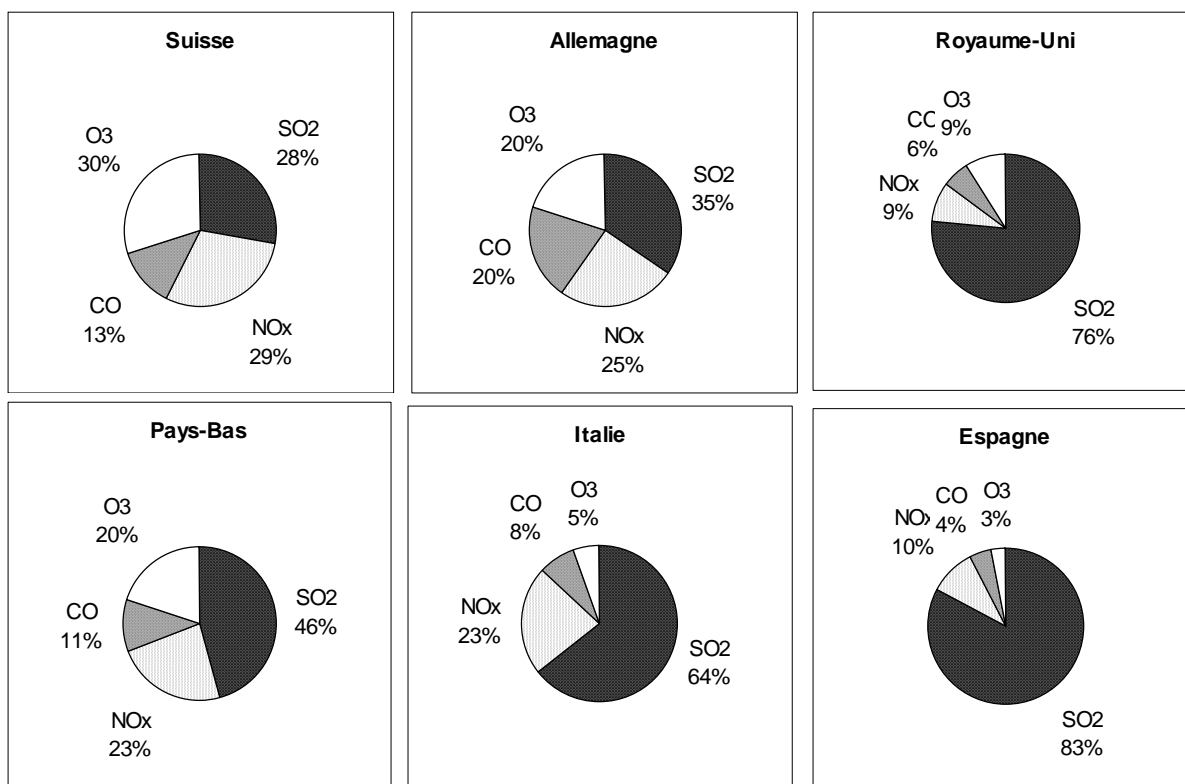 Suisse
O3
30%
SO2
28%
CO
13%
NOx
29%
Allemagne
O3
20%
SO2
35%
CO
20%
NOx
25%
Royaume-Uni
O3
9%
CO
6%
NOx
9%
SO2
76%
Pays-Bas
O3
20%
SO2
46%
CO
11%
NOx
23%
Italie
CO
8%
O3
5%
NOx
23%
SO2
64%
Espagne
CO
4%
O3
3%
NOx
10%
SO2
83%